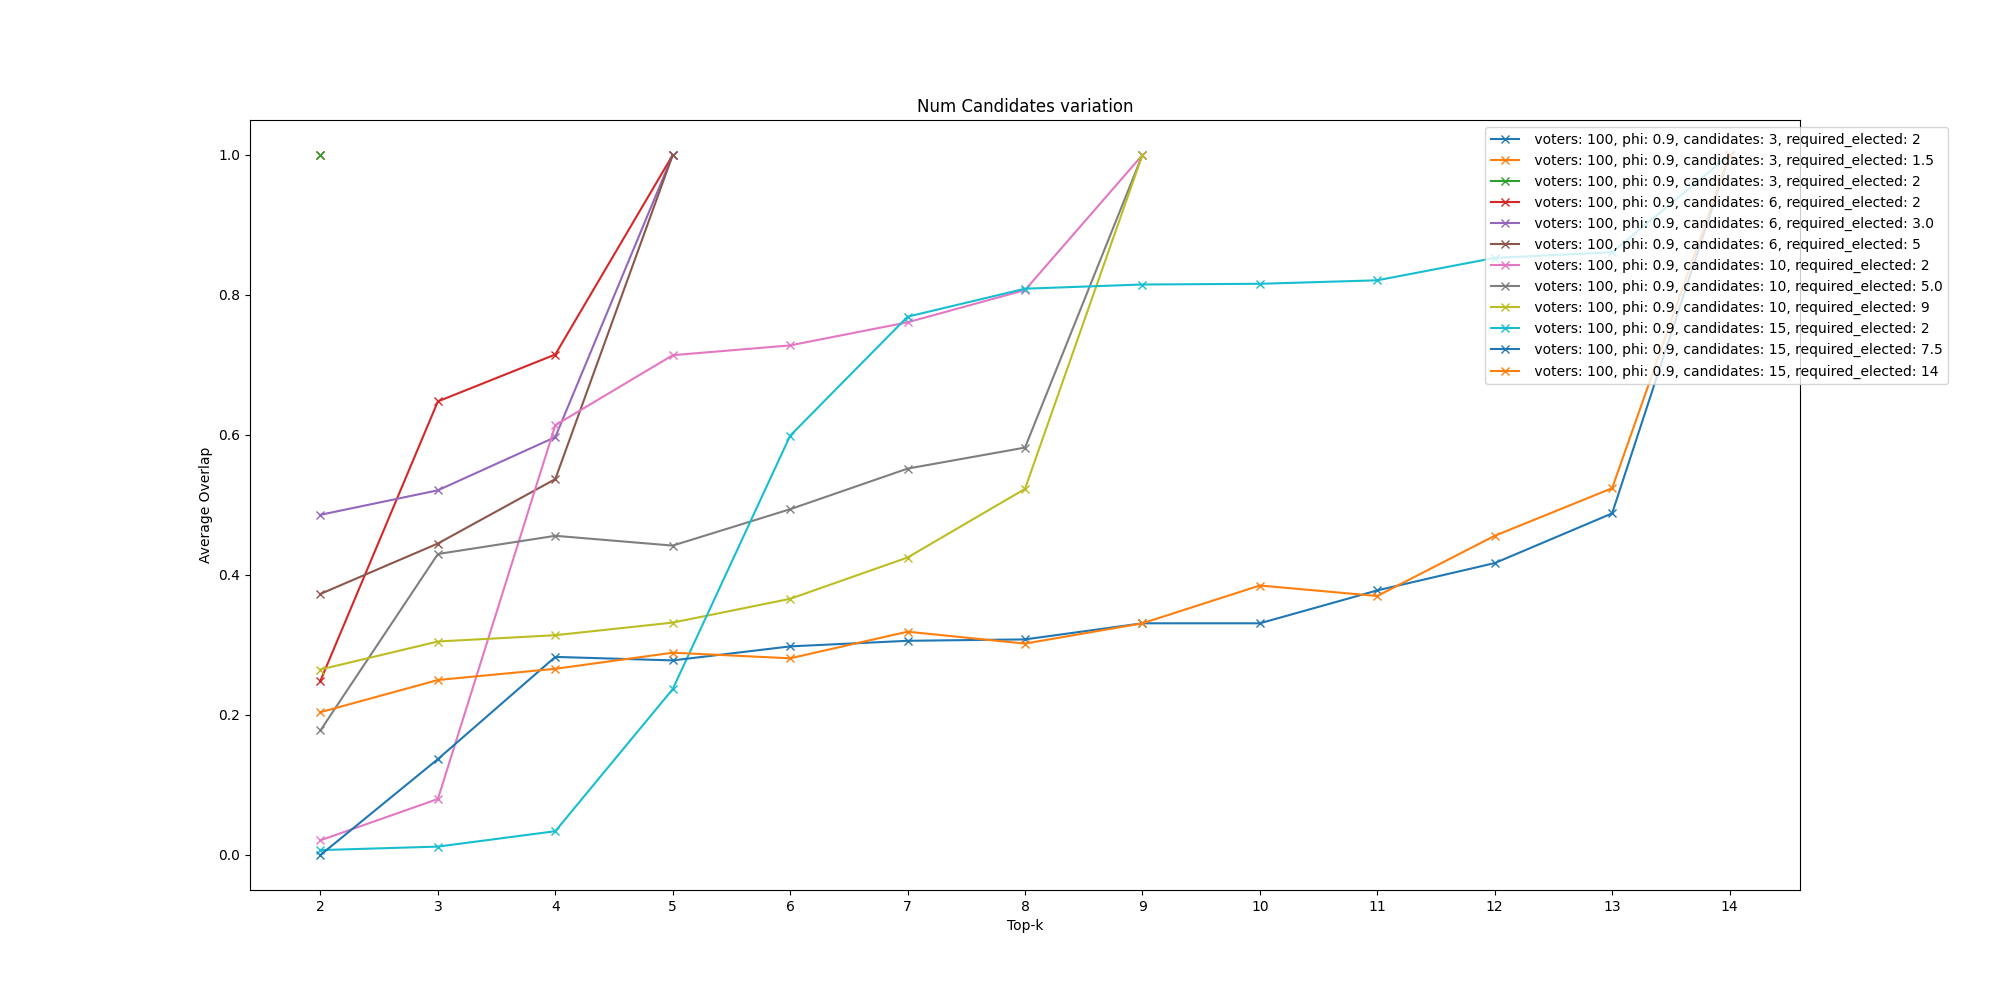 Num Candidates variation
voters: 100, phi: 0.9, candidates: 3, required_elected: 2
voters: 100, phi: 0.9, candidates: 3, required_elected: 1.5
voters: 100, phi: 0.9, candidates: 3, required_elected: 2
voters: 100, phi: 0.9, candidates: 6, required_elected: 2
voters: 100, phi: 0.9, candidates: 6, required_elected: 3.0
voters: 100, phi: 0.9, candidates: 6, required_elected: 5
voters: 100, phi: 0.9, candidates: 10, required_elected: 2
voters: 100, phi: 0.9, candidates: 10, required_elected: 5.0
voters: 100, phi: 0.9, candidates: 10, required_elected: 9
voters: 100, phi: 0.9, candidates: 15, required_elected: 2
voters: 100, phi: 0.9, candidates: 15, required_elected: 7.5
voters: 100, phi: 0.9, candidates: 15, required_elected: 14
1.0
0.8
0.6
0.4
0.2
0.0
Average Overlap
2 3 4 5 6 7 8 9 10 11 12 13 14
Top-k